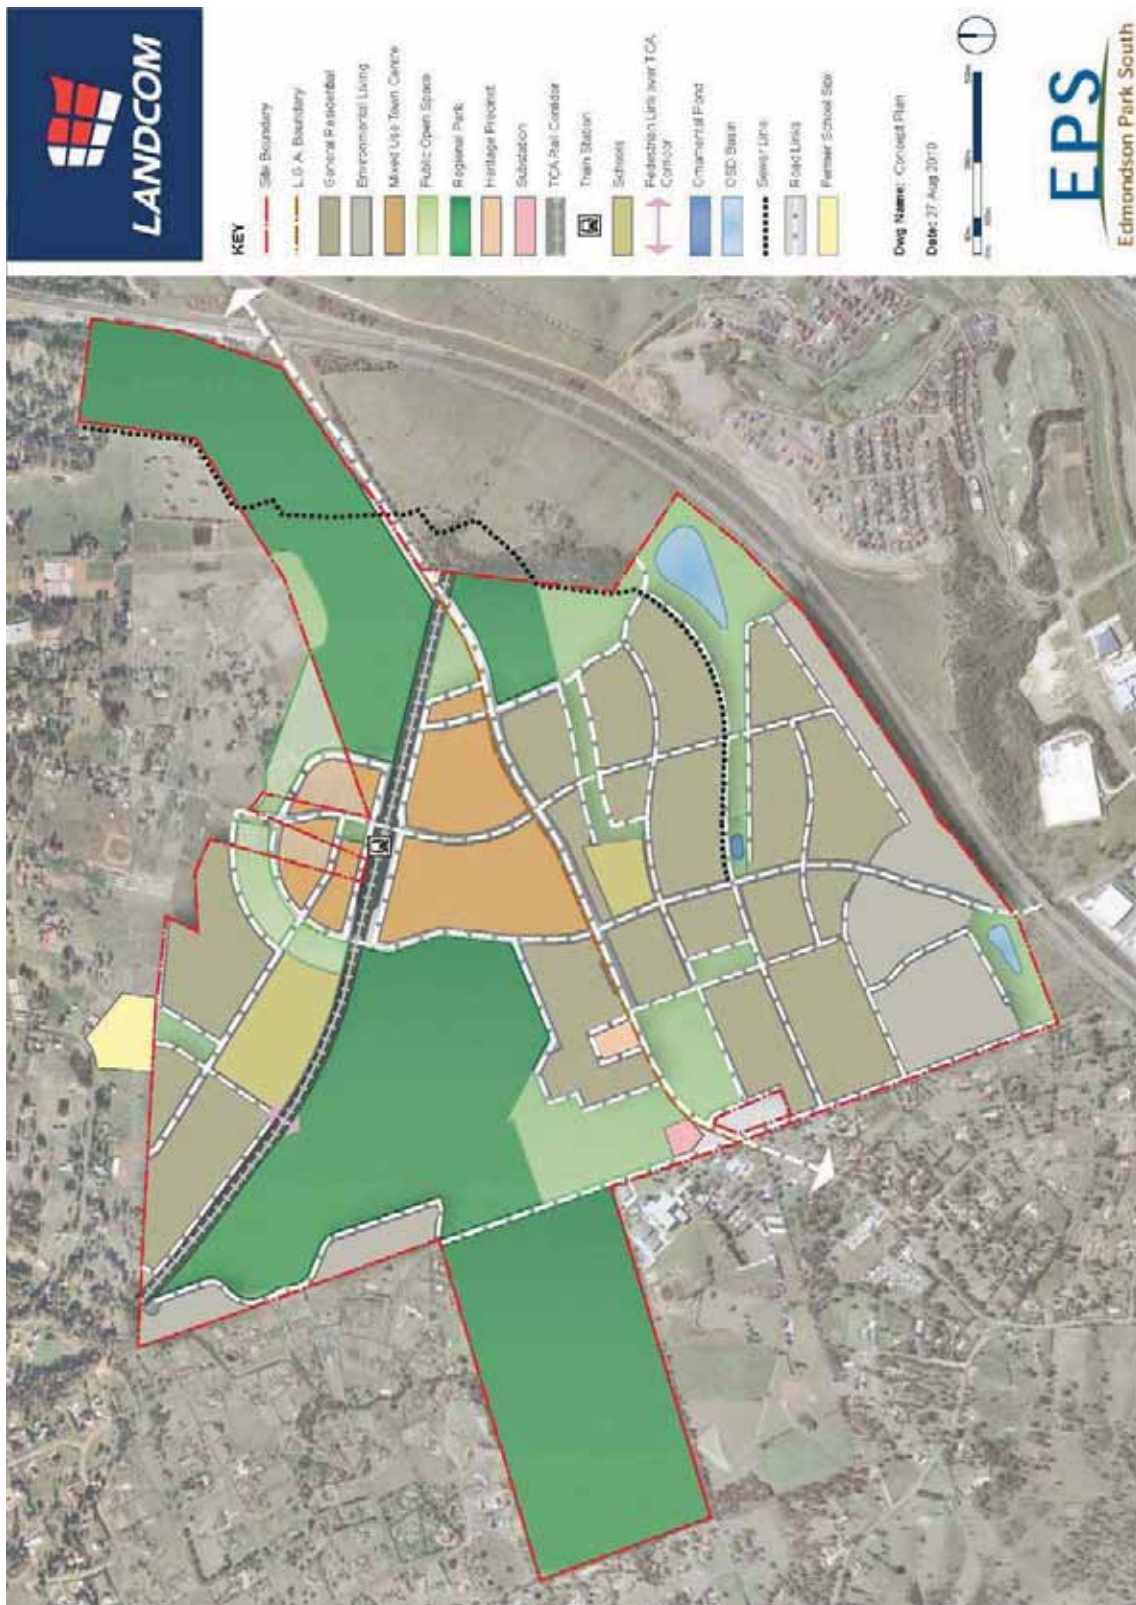 LANDCOM
KEY
Site Boundary
L.G.A. Boundary
General Residential
Environmental Living
Mixed Use Town Centre
Public Open Space
Regional Park
Heritage Precinct
Substation
TCA Rail Corridor
Train Station
Schools
Pedestrian Link over TCA
Corridor
Ornamental Pond
OSD Basin
Sewer Line
Road Links
Former School Site
Dwg Name: Concept Plan
Date: 27 Aug 2010
EPS
Edmondson Park South